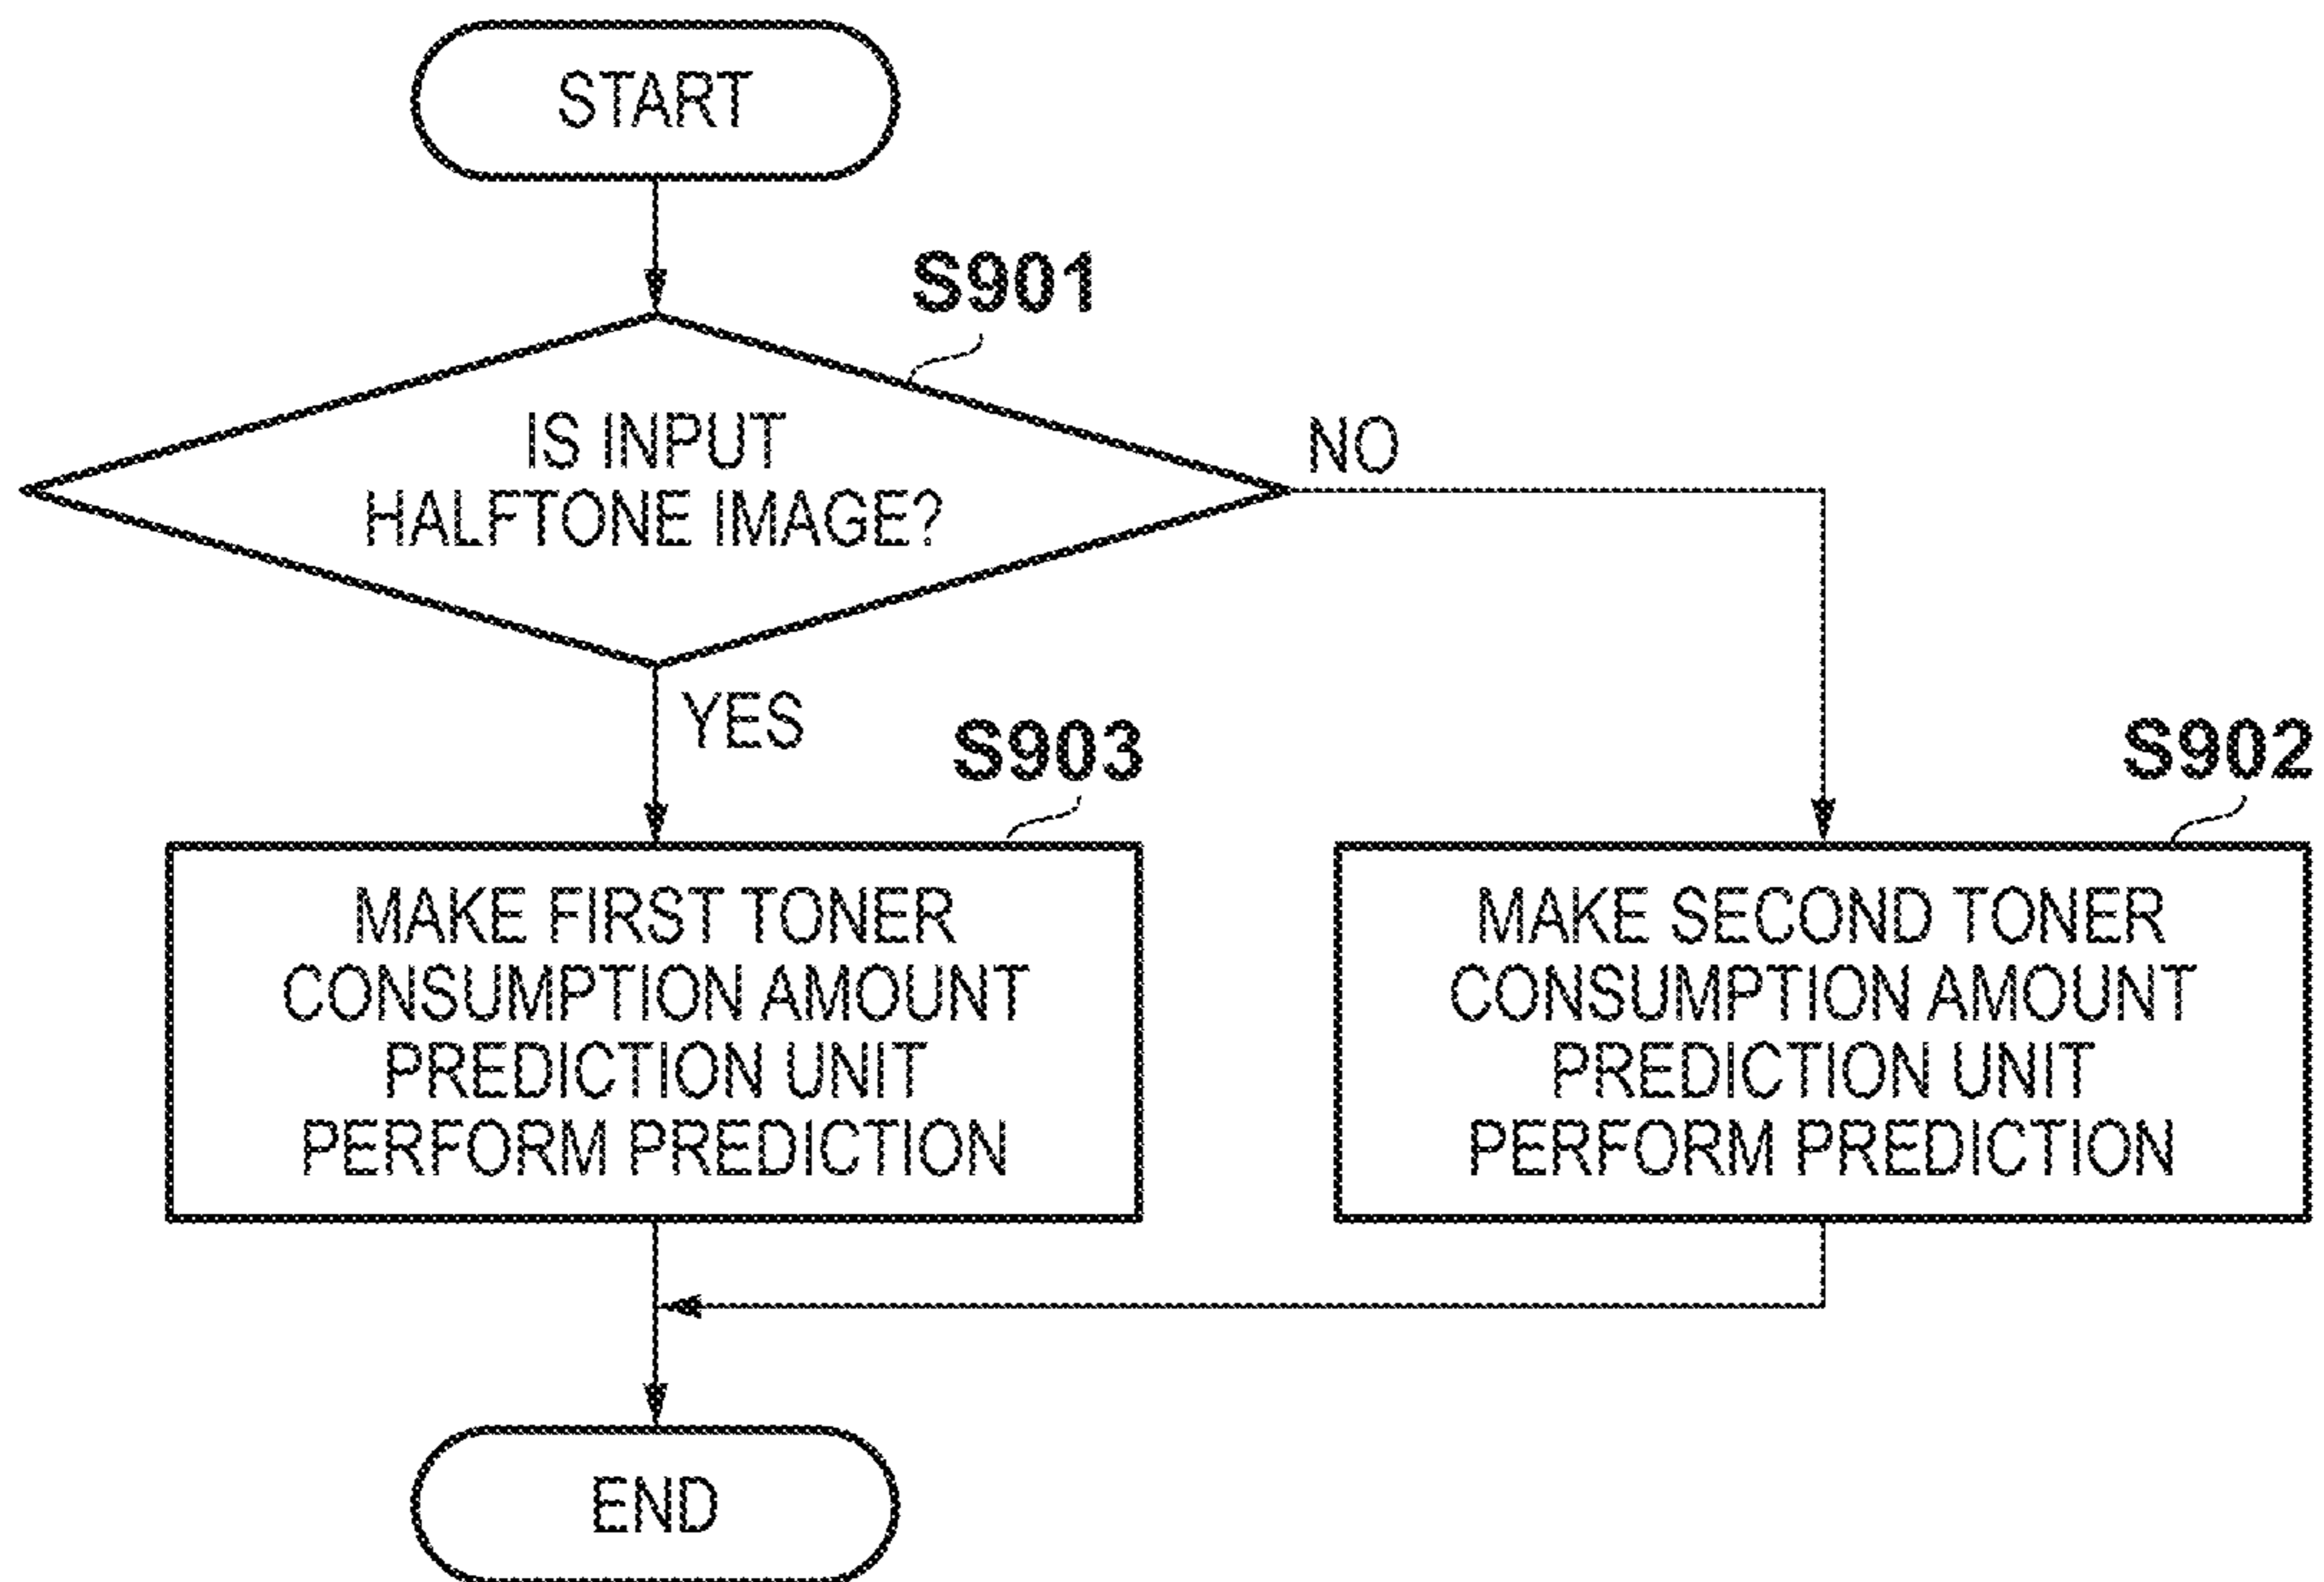 START
S901
IS INPUT
HALFTONE IMAGE?
NO
YES
S903
MAKE FIRST TONER
CONSUMPTION AMOUNT
PREDICTION UNIT
PERFORM PREDICTION
S902
MAKE SECOND TONER
CONSUMPTION AMOUNT
PREDICTION UNIT
PERFORM PREDICTION
END